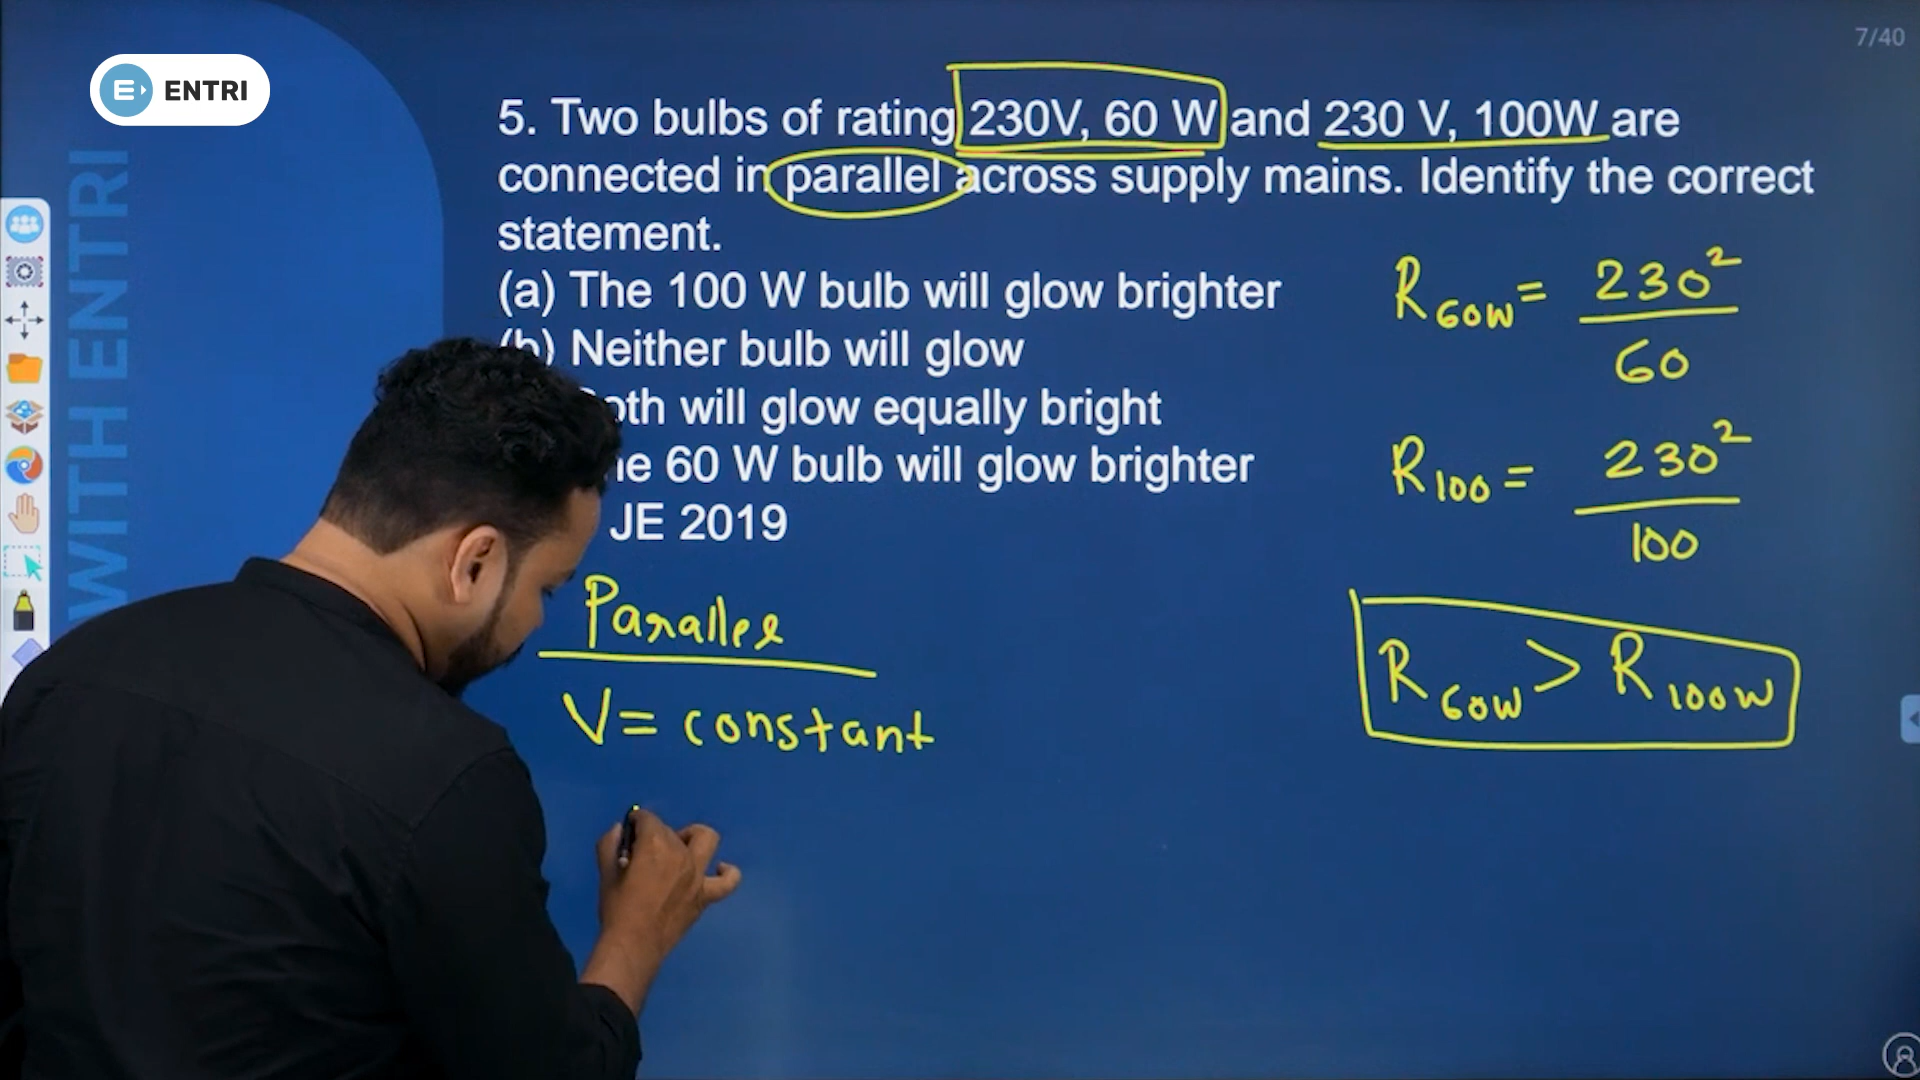 7/40
ENTRI
WITH ENTRI
5. Two bulbs of rating 230V, 60 W and 230 V, 100W are
connected in parallel across supply mains. Identify the correct
statement.
(a) The 100 W bulb will glow brighter
(b) Neither bulb will glow
will glow equally bright
60 W bulb will glow brighter
JE 2019
R60W = 230²
60
R100 = 230²
100
R60W > R100W
Parallel
V = constant